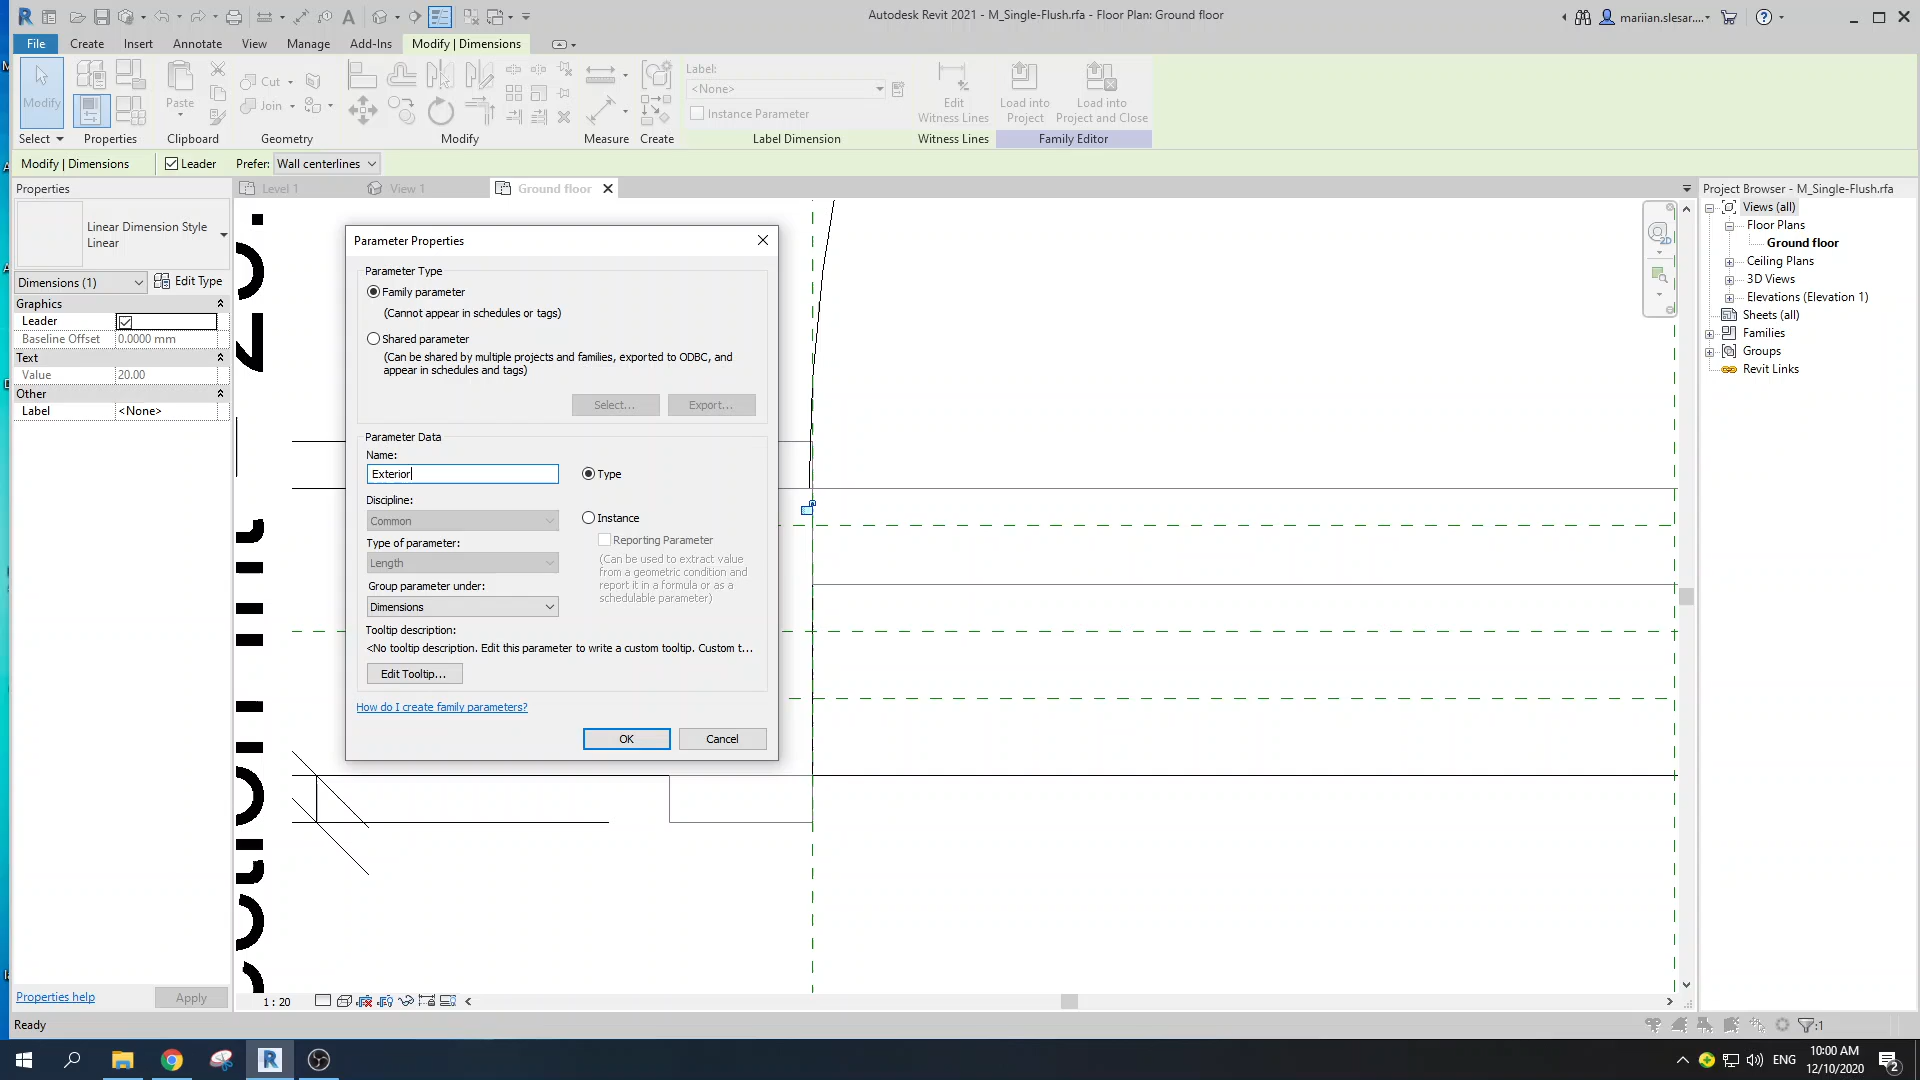 Autodesk Revit 2021 - M_Single-Flush.rfa - Floor Plan: Ground floor
mariian.slesar....
File Create Insert Annotate View Manage Add-Ins Modify | Dimensions
Modify
Paste
Cut
Join
Label:
<None>
Instance Parameter
Edit
Witness Lines
Load into
Project
Load into
Project and Close
Select Properties Clipboard Geometry Modify Measure Create Label Dimension Witness Lines Family Editor
Modify | Dimensions Leader Prefer: Wall centerlines
Properties
Linear Dimension Style
Linear
Dimensions (1) Edit Type
Graphics
Leader
Baseline Offset 0.0000 mm
Text
Value 20.00
Other
Label <None>
Properties help Apply
Level 1 View 1 Ground floor
Parameter Properties
Parameter Type
Family parameter
(Cannot appear in schedules or tags)
Shared parameter
(Can be shared by multiple projects and families, exported to ODBC, and
appear in schedules and tags)
Select... Export...
Parameter Data
Name:
Exterior
Type
Discipline:
Common
Instance
Reporting Parameter
(Can be used to extract value
from a geometric condition and
report it in a formula or as a
schedulable parameter)
Type of parameter:
Length
Group parameter under:
Dimensions
Tooltip description:
<No tooltip description. Edit this parameter to write a custom tooltip. Custom t...
Edit Tooltip...
How do I create family parameters?
OK Cancel
2D
Project Browser - M_Single-Flush.rfa
Views (all)
Floor Plans
Ground floor
Ceiling Plans
3D Views
Elevations (Elevation 1)
Sheets (all)
Families
Groups
Revit Links
1 : 20
Ready
:1
ENG
10:00 AM
12/10/2020
2